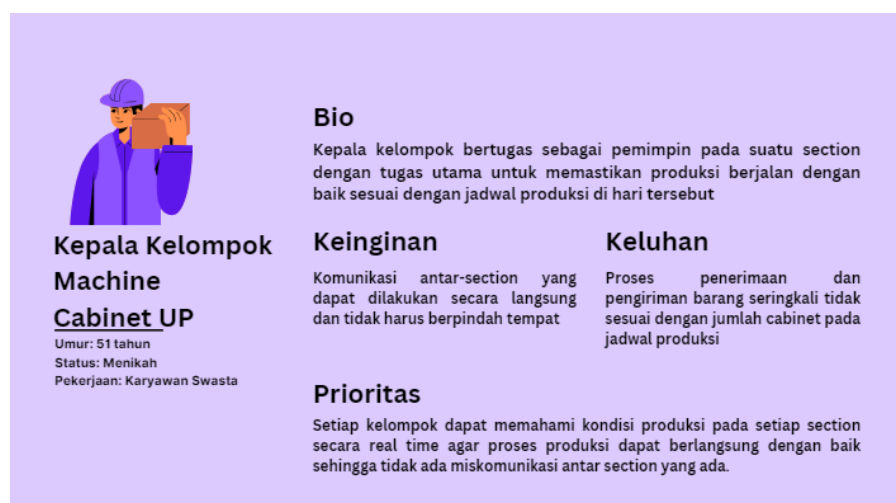 Bio
Kepala kelompok bertugas sebagai pemimpin pada suatu section
dengan tugas utama untuk memastikan produksi berjalan dengan
baik sesuai dengan jadwal produksi di hari tersebut
Kepala Kelompok
Machine
Cabinet UP
Umur: 51 tahun
Status: Menikah
Pekerjaan: Karyawan Swasta
Keinginan
Komunikasi antar-section yang
dapat dilakukan secara langsung
dan tidak harus berpindah tempat
Keluhan
Proses penerimaan dan
pengiriman barang seringkali tidak
sesuai dengan jumlah cabinet pada
jadwal produksi
Prioritas
Setiap kelompok dapat memahami kondisi produksi pada setiap section
secara real time agar proses produksi dapat berlangsung dengan baik
sehingga tidak ada miskomunikasi antar section yang ada.